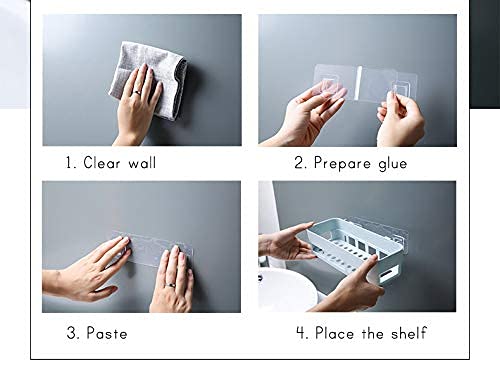 1. Clear wall
2. Prepare glue
3. Paste
4. Place the shelf